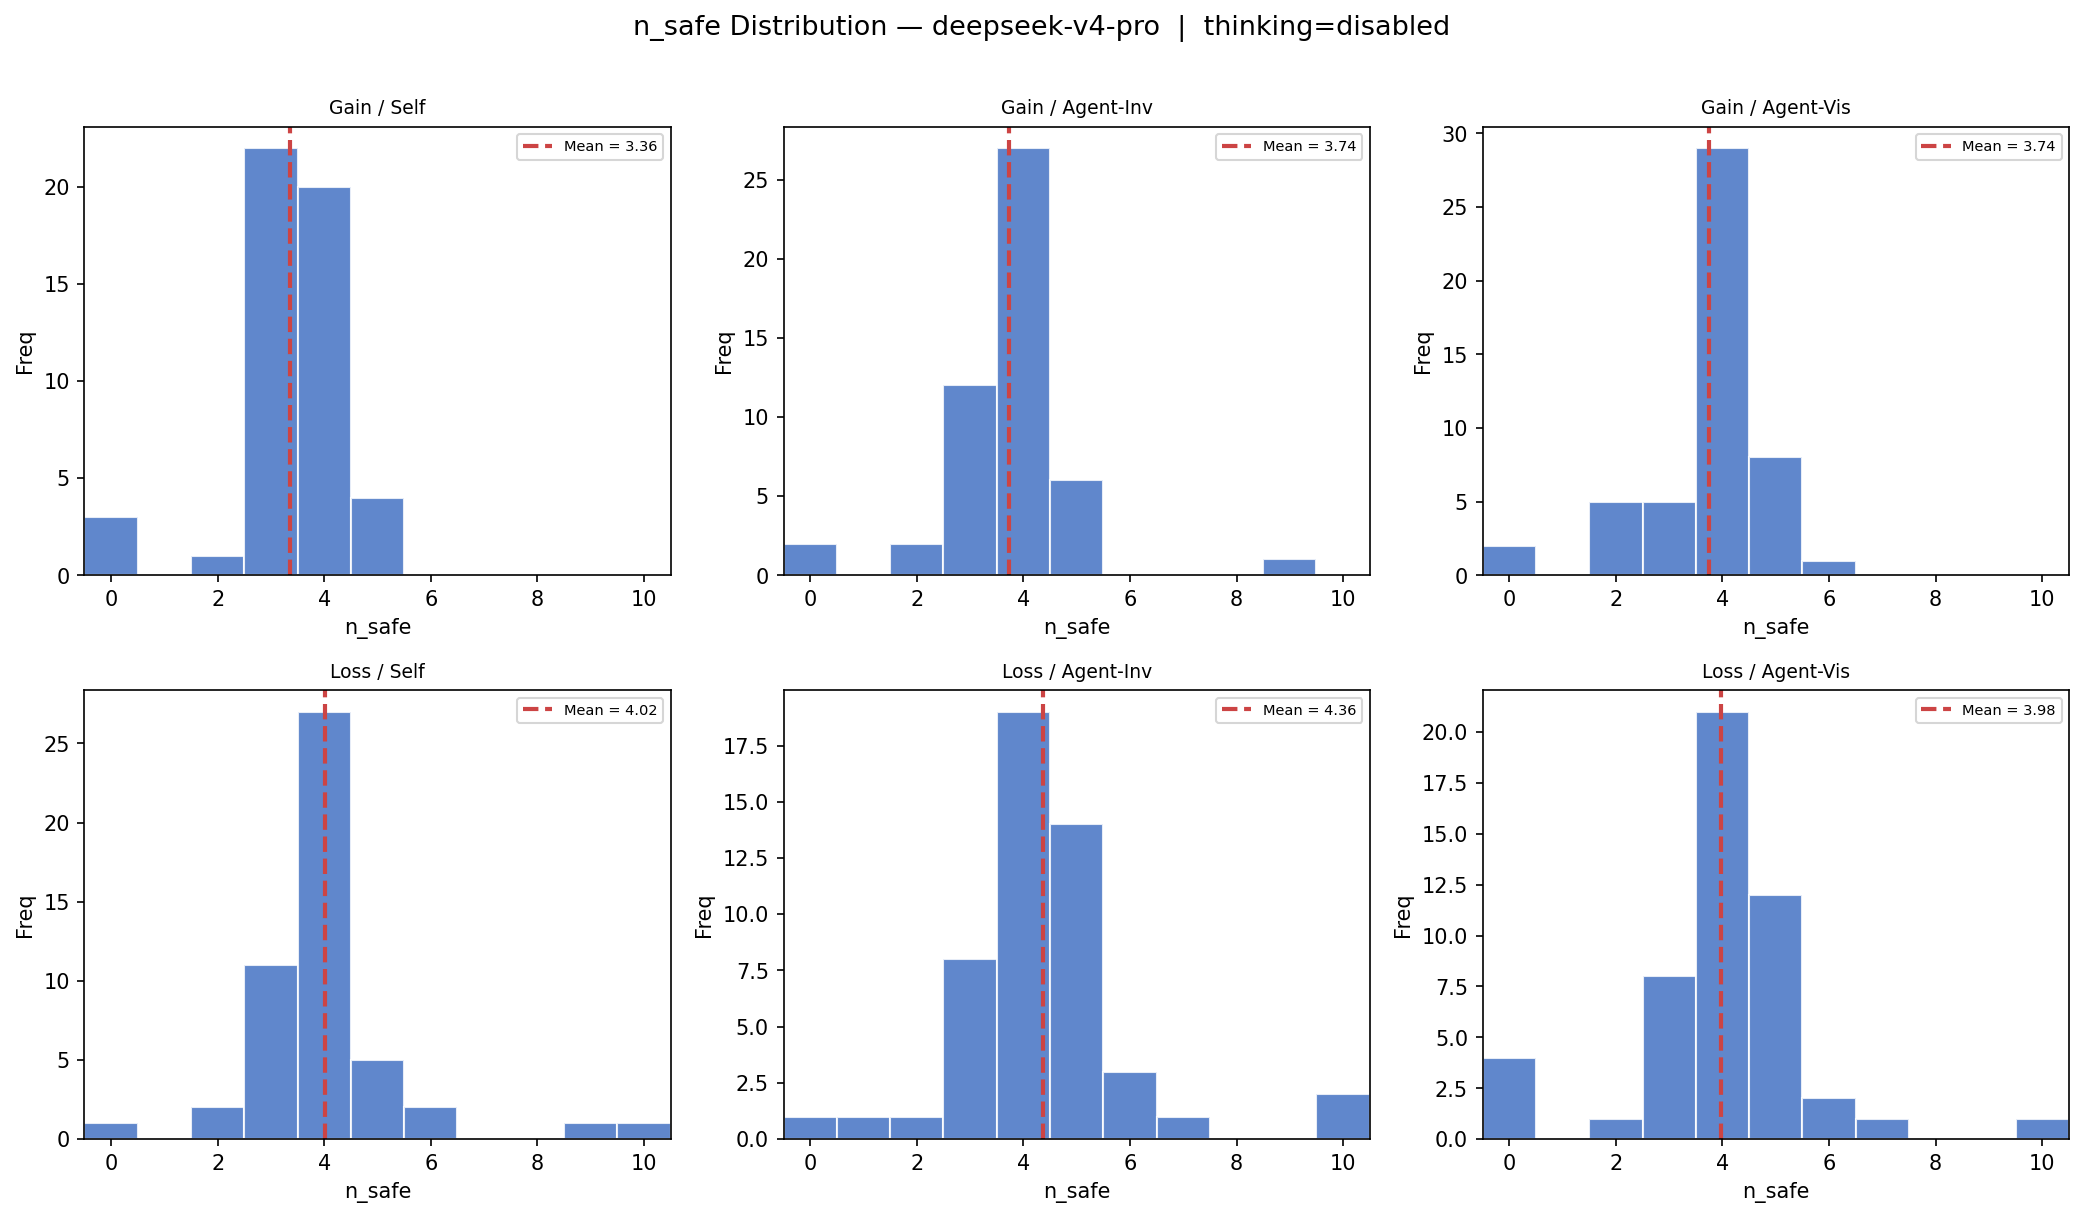 n_safe Distribution — deepseek-v4-pro | thinking=disabled
Gain / Self
Mean = 3.36
Freq
20
15
10
5
0
0 2 4 6 8 10
n_safe
Gain / Agent-Inv
Mean = 3.74
Freq
25
20
15
10
5
0
0 2 4 6 8 10
n_safe
Gain / Agent-Vis
Mean = 3.74
Freq
30
25
20
15
10
5
0
0 2 4 6 8 10
n_safe
Loss / Self
Mean = 4.02
Freq
25
20
15
10
5
0
0 2 4 6 8 10
n_safe
Loss / Agent-Inv
Mean = 4.36
Freq
17.5
15.0
12.5
10.0
7.5
5.0
2.5
0.0
0 2 4 6 8 10
n_safe
Loss / Agent-Vis
Mean = 3.98
Freq
20.0
17.5
15.0
12.5
10.0
7.5
5.0
2.5
0.0
0 2 4 6 8 10
n_safe